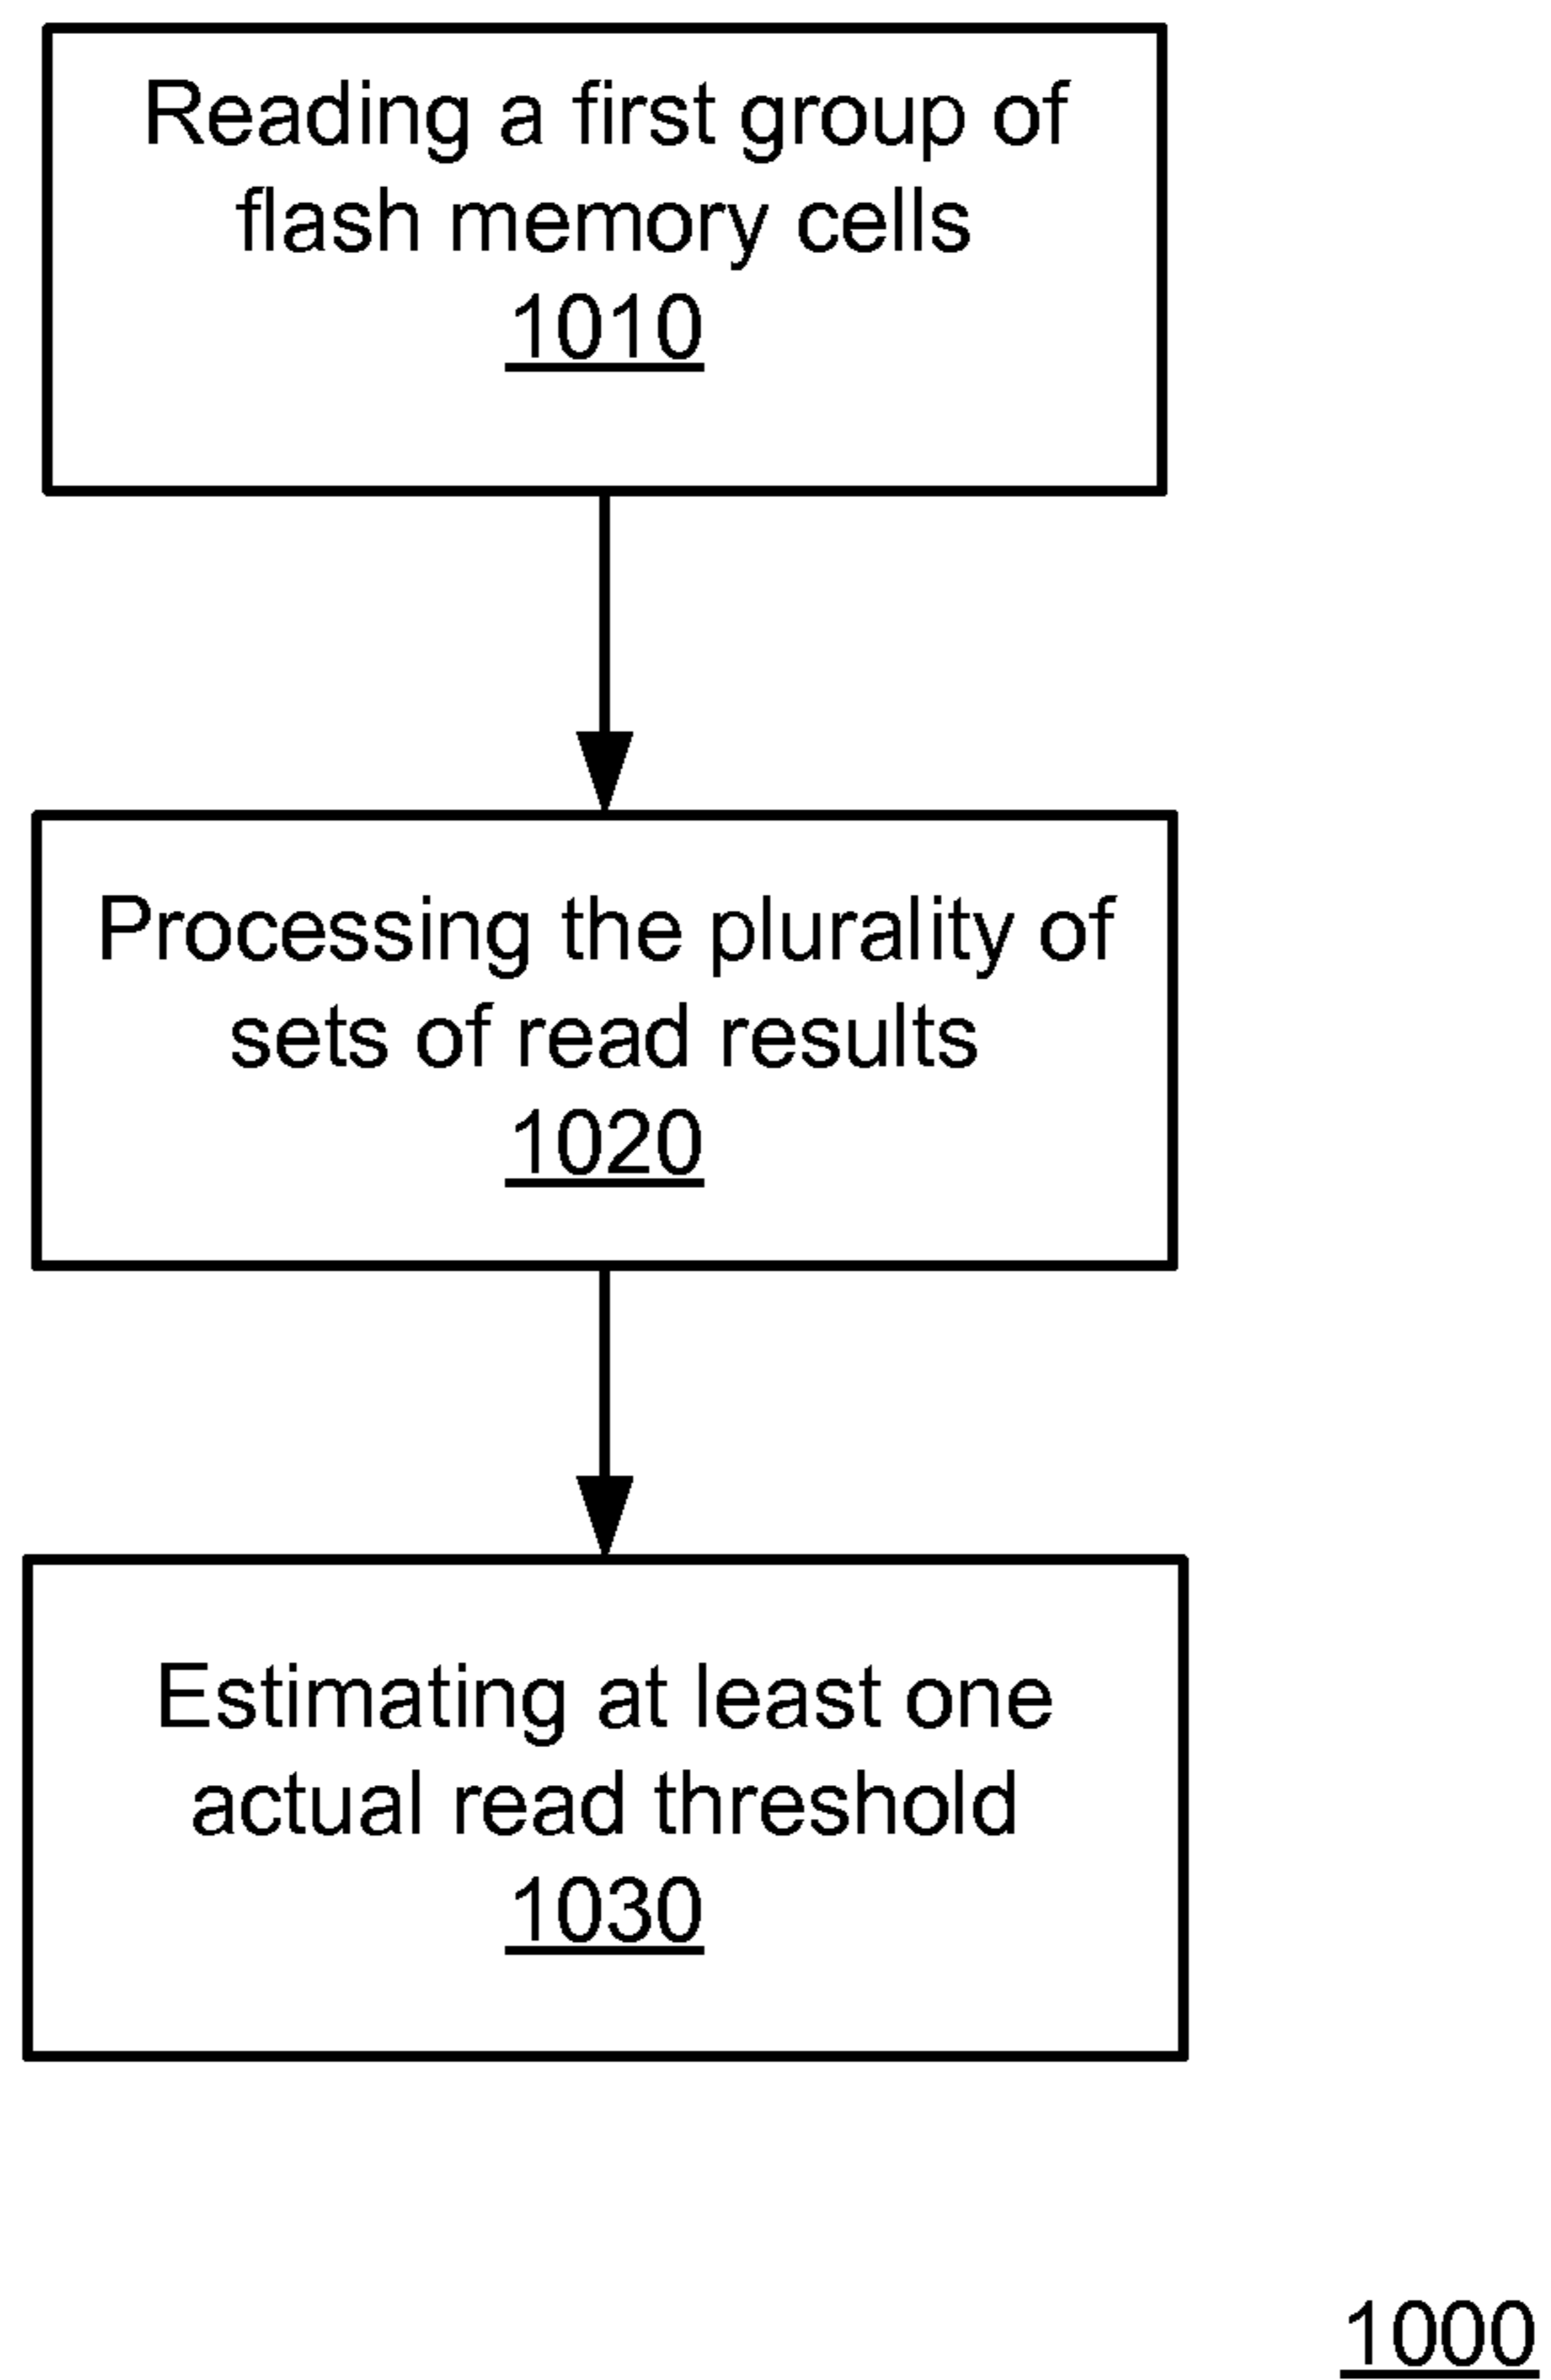 Reading a first group of
flash memory cells
1010
Processing the plurality of
sets of read results
1020
Estimating at least one
actual read threshold
1030
1000